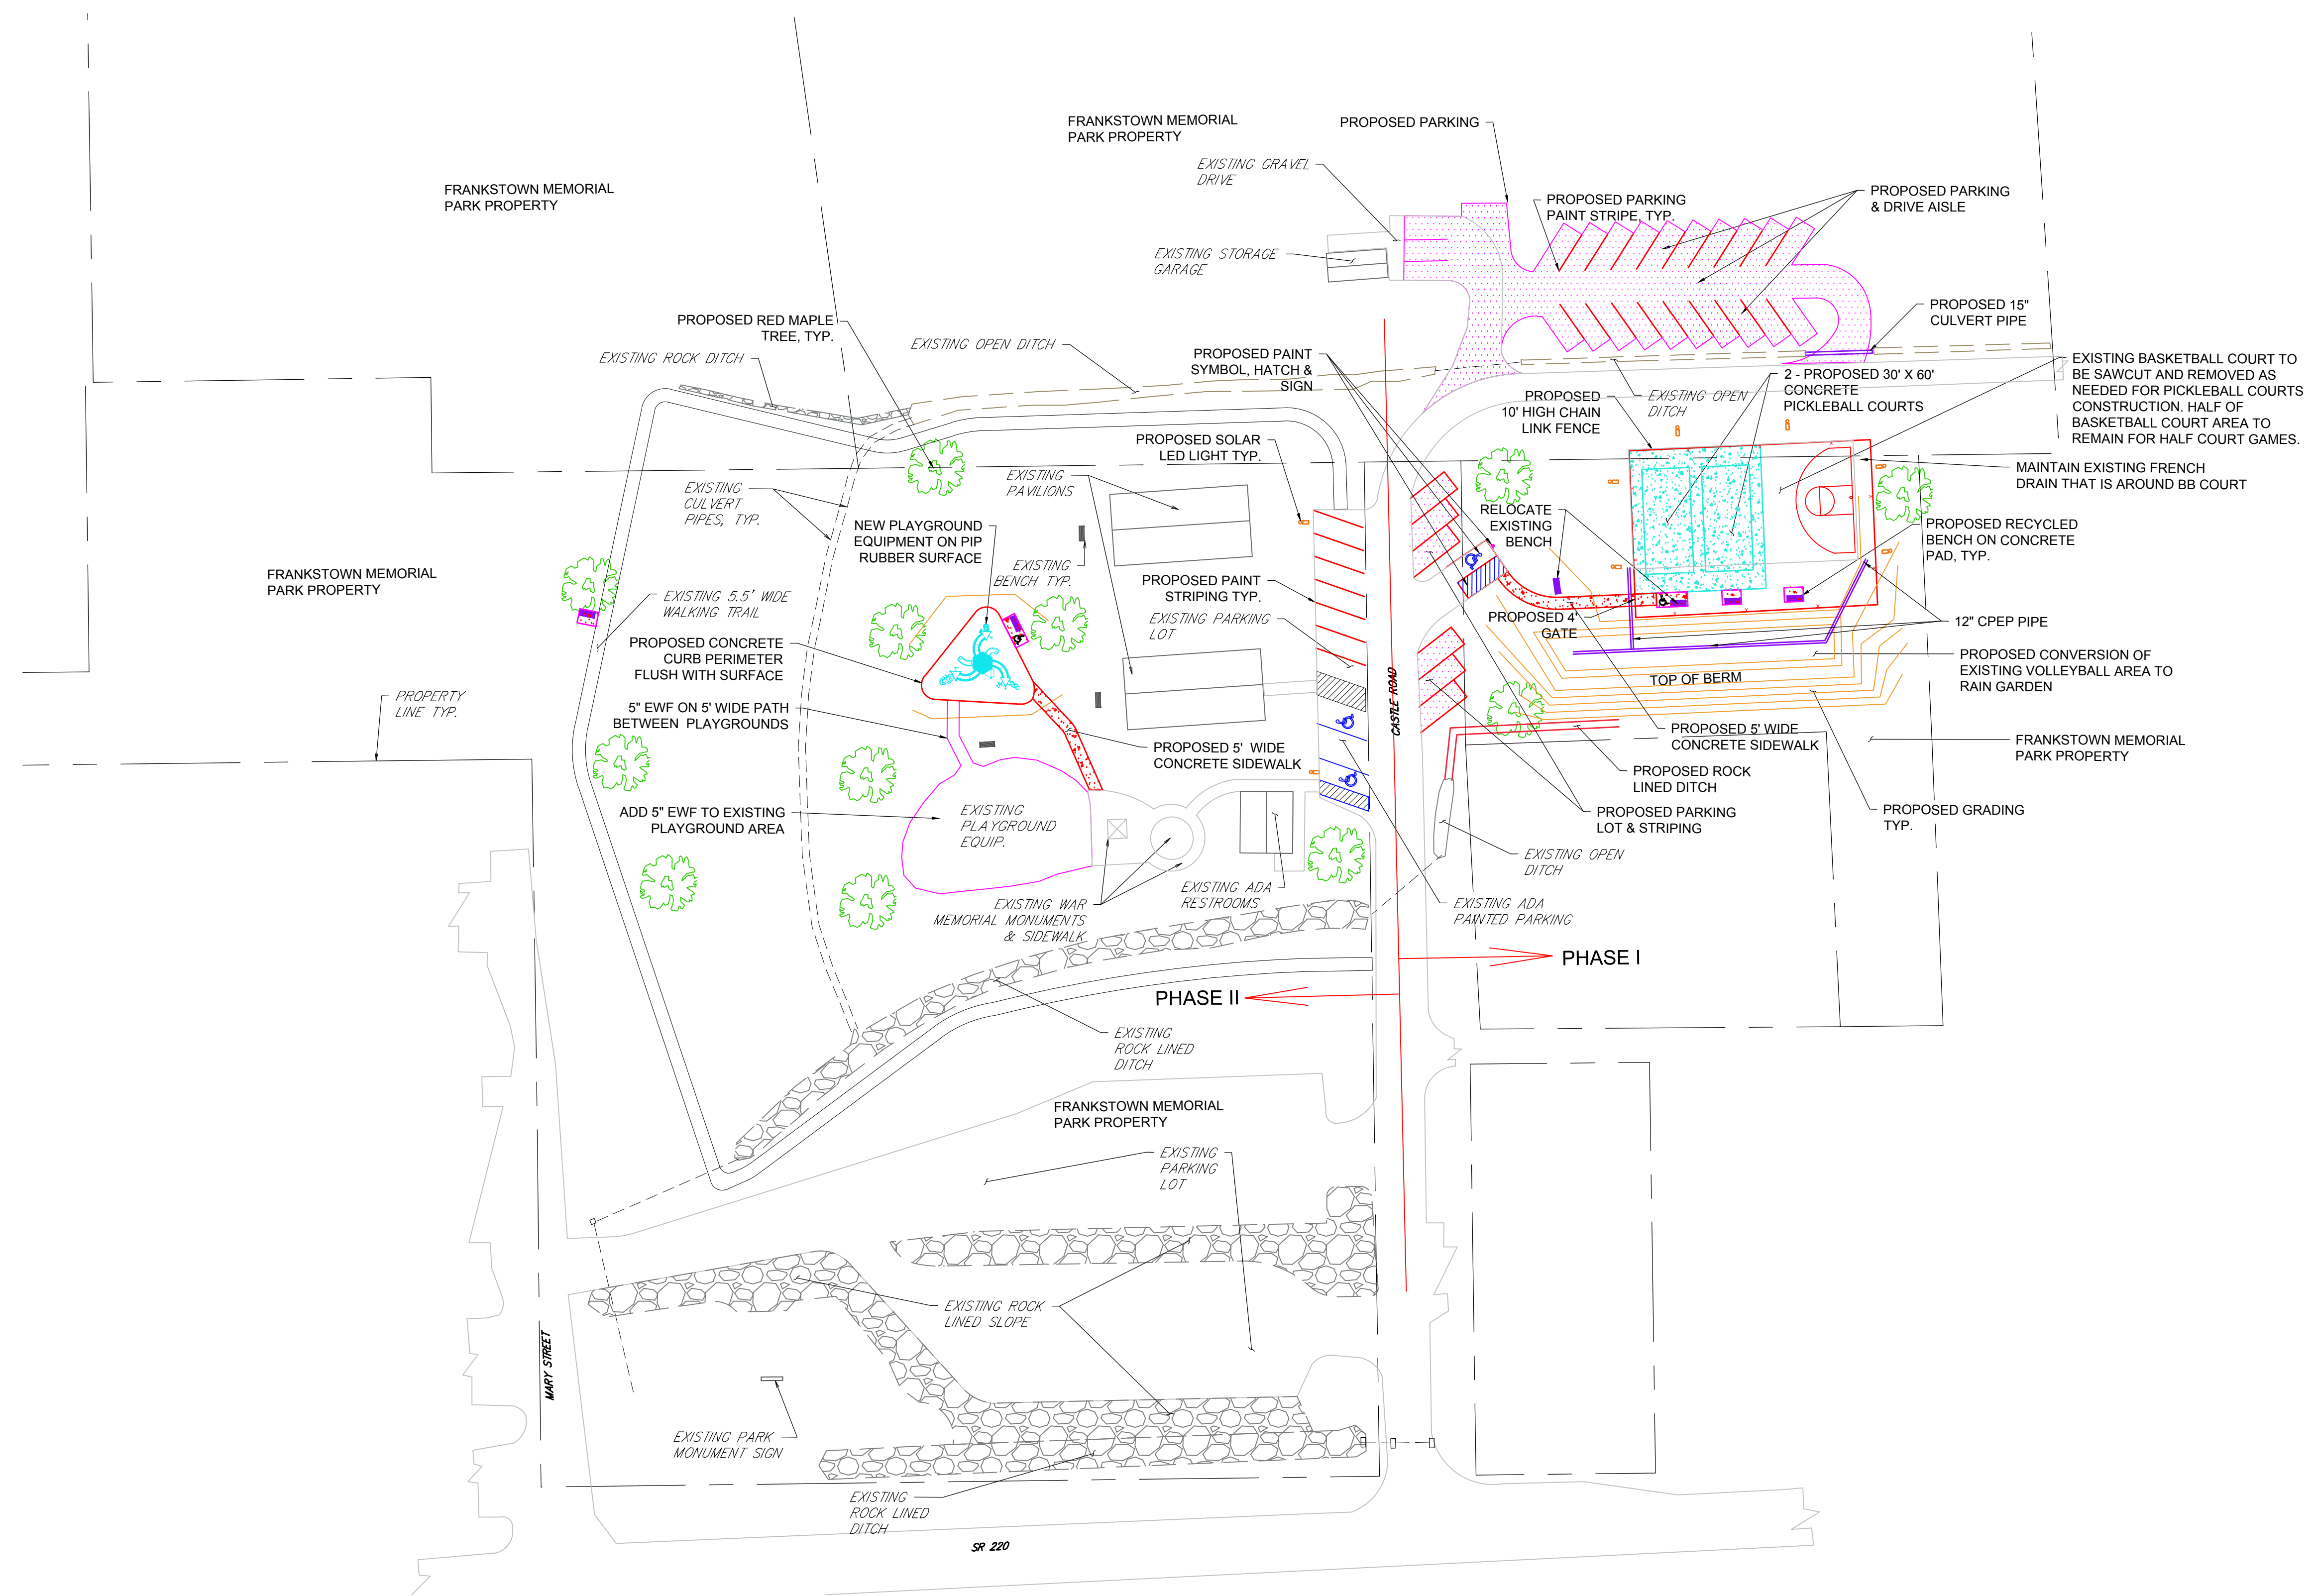 FRANKSTOWN MEMORIAL
PARK PROPERTY
PROPOSED PARKING
EXISTING GRAVEL
DRIVE
FRANKSTOWN MEMORIAL
PARK PROPERTY
PROPOSED PARKING
PAINT STRIPE, TYP.
PROPOSED PARKING
& DRIVE AISLE
EXISTING STORAGE
GARAGE
PROPOSED 15"
CULVERT PIPE
PROPOSED RED MAPLE
TREE, TYP.
EXISTING ROCK DITCH
EXISTING OPEN DITCH
PROPOSED PAINT
SYMBOL, HATCH &
SIGN
EXISTING BASKETBALL COURT TO
BE SAWCUT AND REMOVED AS
NEEDED FOR PICKLEBALL COURTS
CONSTRUCTION. HALF OF
BASKETBALL COURT AREA TO
REMAIN FOR HALF COURT GAMES.
2 - PROPOSED 30' X 60'
CONCRETE
PICKLEBALL COURTS
PROPOSED
10' HIGH CHAIN
LINK FENCE
EXISTING OPEN
DITCH
PROPOSED SOLAR
LED LIGHT TYP.
MAINTAIN EXISTING FRENCH
DRAIN THAT IS AROUND BB COURT
EXISTING
PAVILIONS
EXISTING
CULVERT
PIPES, TYP.
RELOCATE
EXISTING
BENCH
NEW PLAYGROUND
EQUIPMENT ON PIP
RUBBER SURFACE
PROPOSED RECYCLED
BENCH ON CONCRETE
PAD, TYP.
EXISTING
BENCH TYP.
FRANKSTOWN MEMORIAL
PARK PROPERTY
PROPOSED PAINT
STRIPING TYP.
EXISTING 5.5' WIDE
WALKING TRAIL
EXISTING PARKING
LOT
PROPOSED 4'
GATE
12" CPEP PIPE
PROPOSED CONCRETE
CURB PERIMETER
FLUSH WITH SURFACE
PROPOSED CONVERSION OF
EXISTING VOLLEYBALL AREA TO
RAIN GARDEN
TOP OF BERM
CASTLE ROAD
PROPERTY
LINE TYP.
5" EWF ON 5' WIDE PATH
BETWEEN PLAYGROUNDS
PROPOSED 5' WIDE
CONCRETE SIDEWALK
PROPOSED 5' WIDE
CONCRETE SIDEWALK
FRANKSTOWN MEMORIAL
PARK PROPERTY
PROPOSED ROCK
LINED DITCH
ADD 5" EWF TO EXISTING
PLAYGROUND AREA
EXISTING
PLAYGROUND
EQUIP.
PROPOSED PARKING
LOT & STRIPING
PROPOSED GRADING
TYP.
EXISTING OPEN
DITCH
EXISTING ADA
RESTROOMS
EXISTING WAR
MEMORIAL MONUMENTS
& SIDEWALK
EXISTING ADA
PAINTED PARKING
PHASE I
PHASE II
EXISTING
ROCK LINED
DITCH
FRANKSTOWN MEMORIAL
PARK PROPERTY
EXISTING
PARKING
LOT
EXISTING ROCK
LINED SLOPE
MARY STREET
EXISTING PARK
MONUMENT SIGN
EXISTING
ROCK LINED
DITCH
SR 220